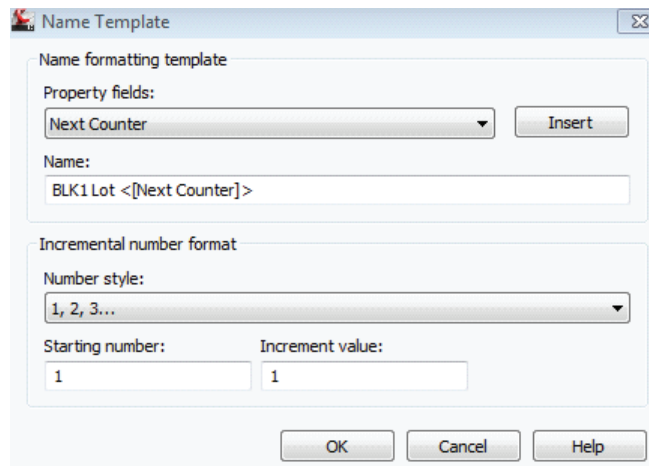 Name Template
Name formatting template
Property fields:
Next Counter
Insert
Name:
BLK1 Lot <[Next Counter]>
Incremental number format
Number style:
1, 2, 3...
Starting number: Increment value:
1 1
OK Cancel Help